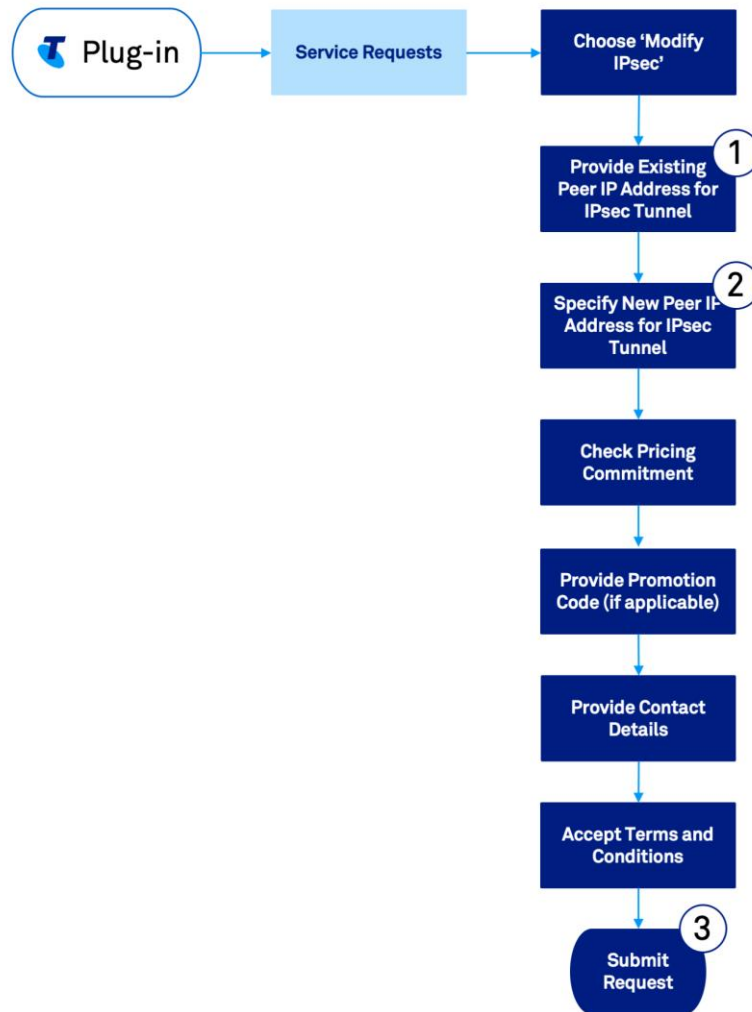 T Plug-in
Service Requests
Choose ‘Modify
IPsec’
1
Provide Existing
Peer IP Address for
IPsec Tunnel
2
Specify New Peer IP
Address for IPsec
Tunnel
Check Pricing
Commitment
Provide Promotion
Code (if applicable)
Provide Contact
Details
Accept Terms and
Conditions
3
Submit
Request